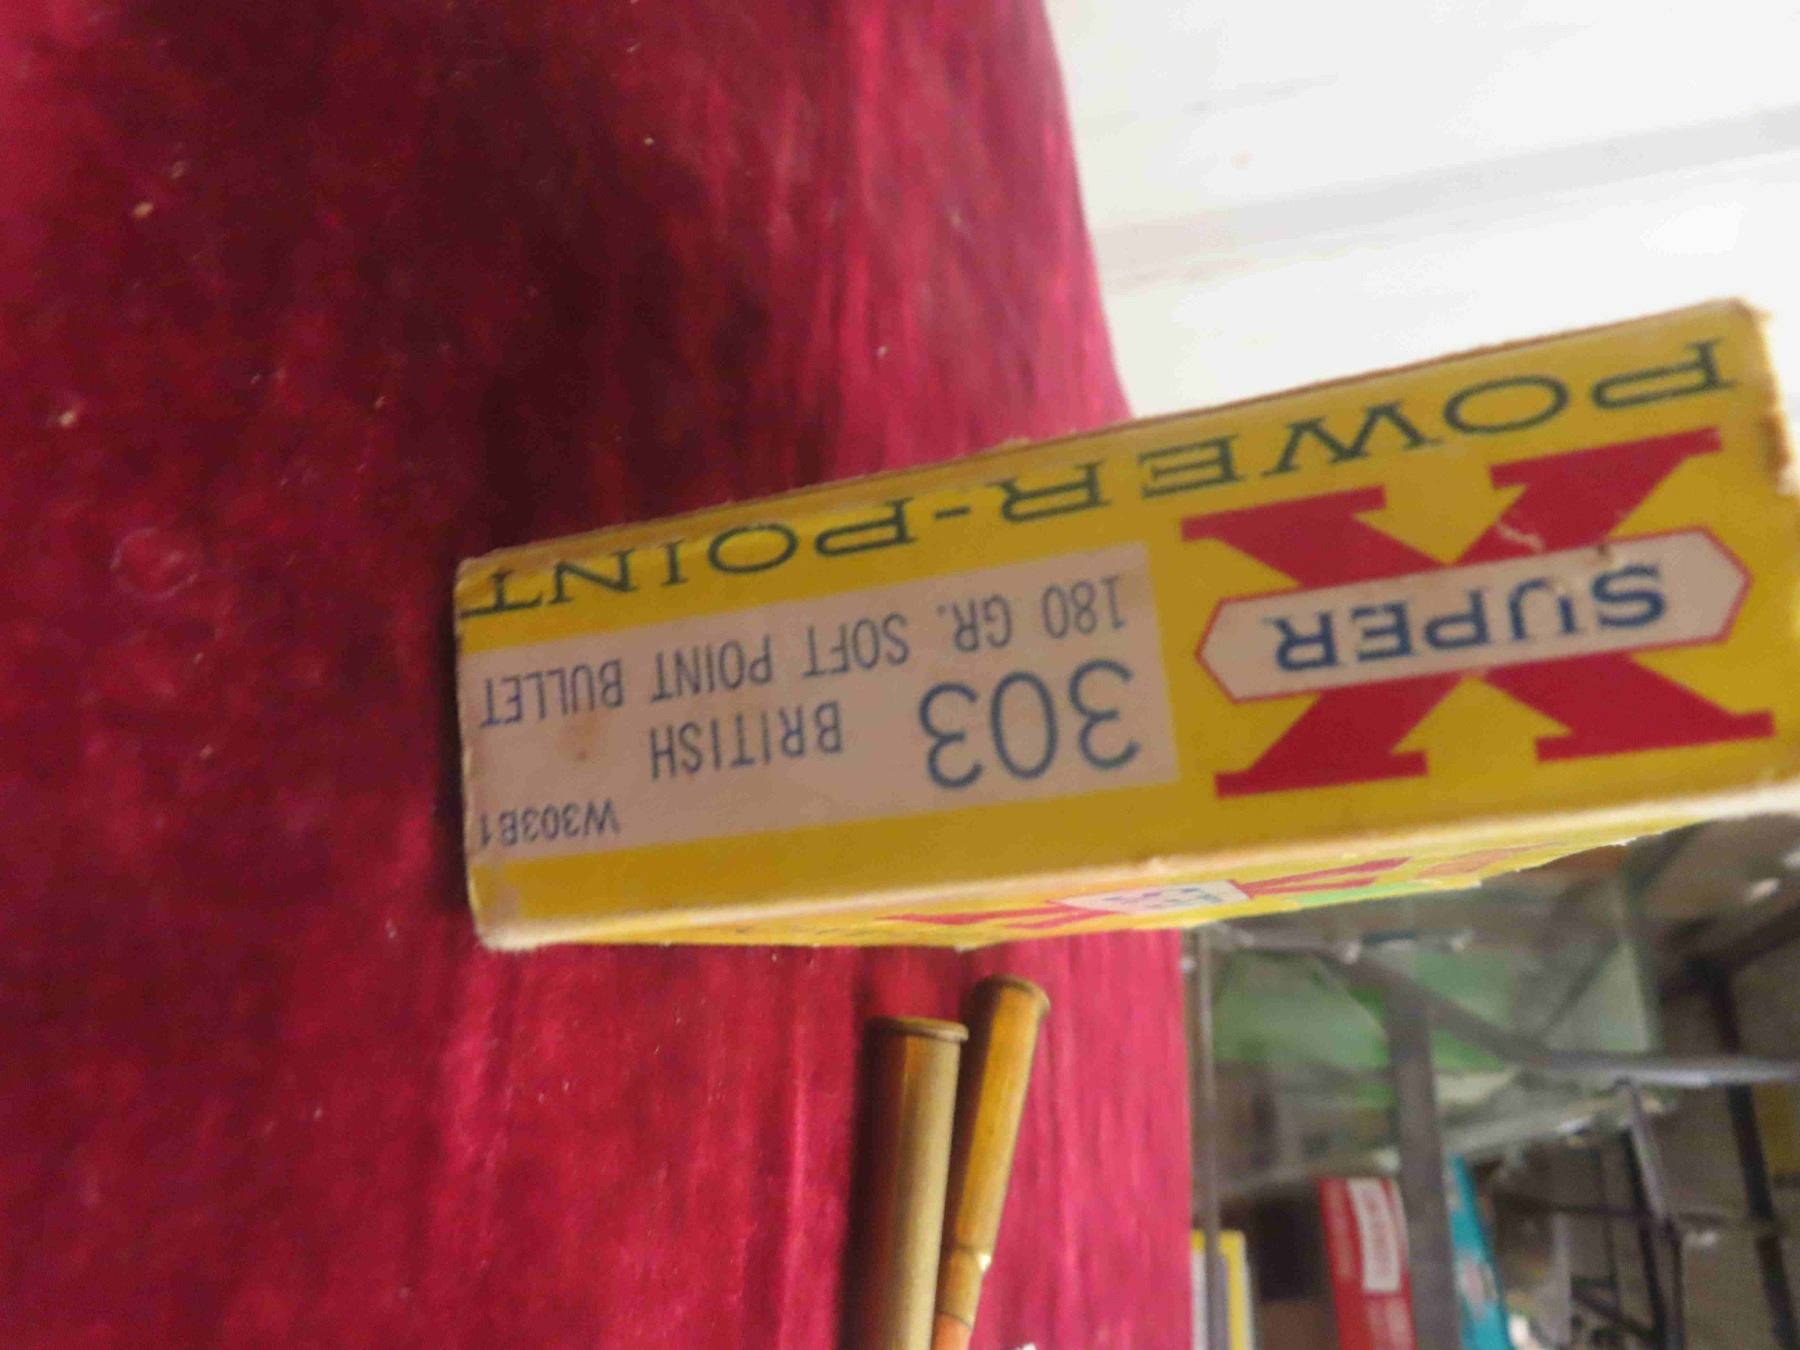 W303B1
SUPER
X
303 BRITISH
180 GR. SOFT POINT BULLET
POWER-POINT